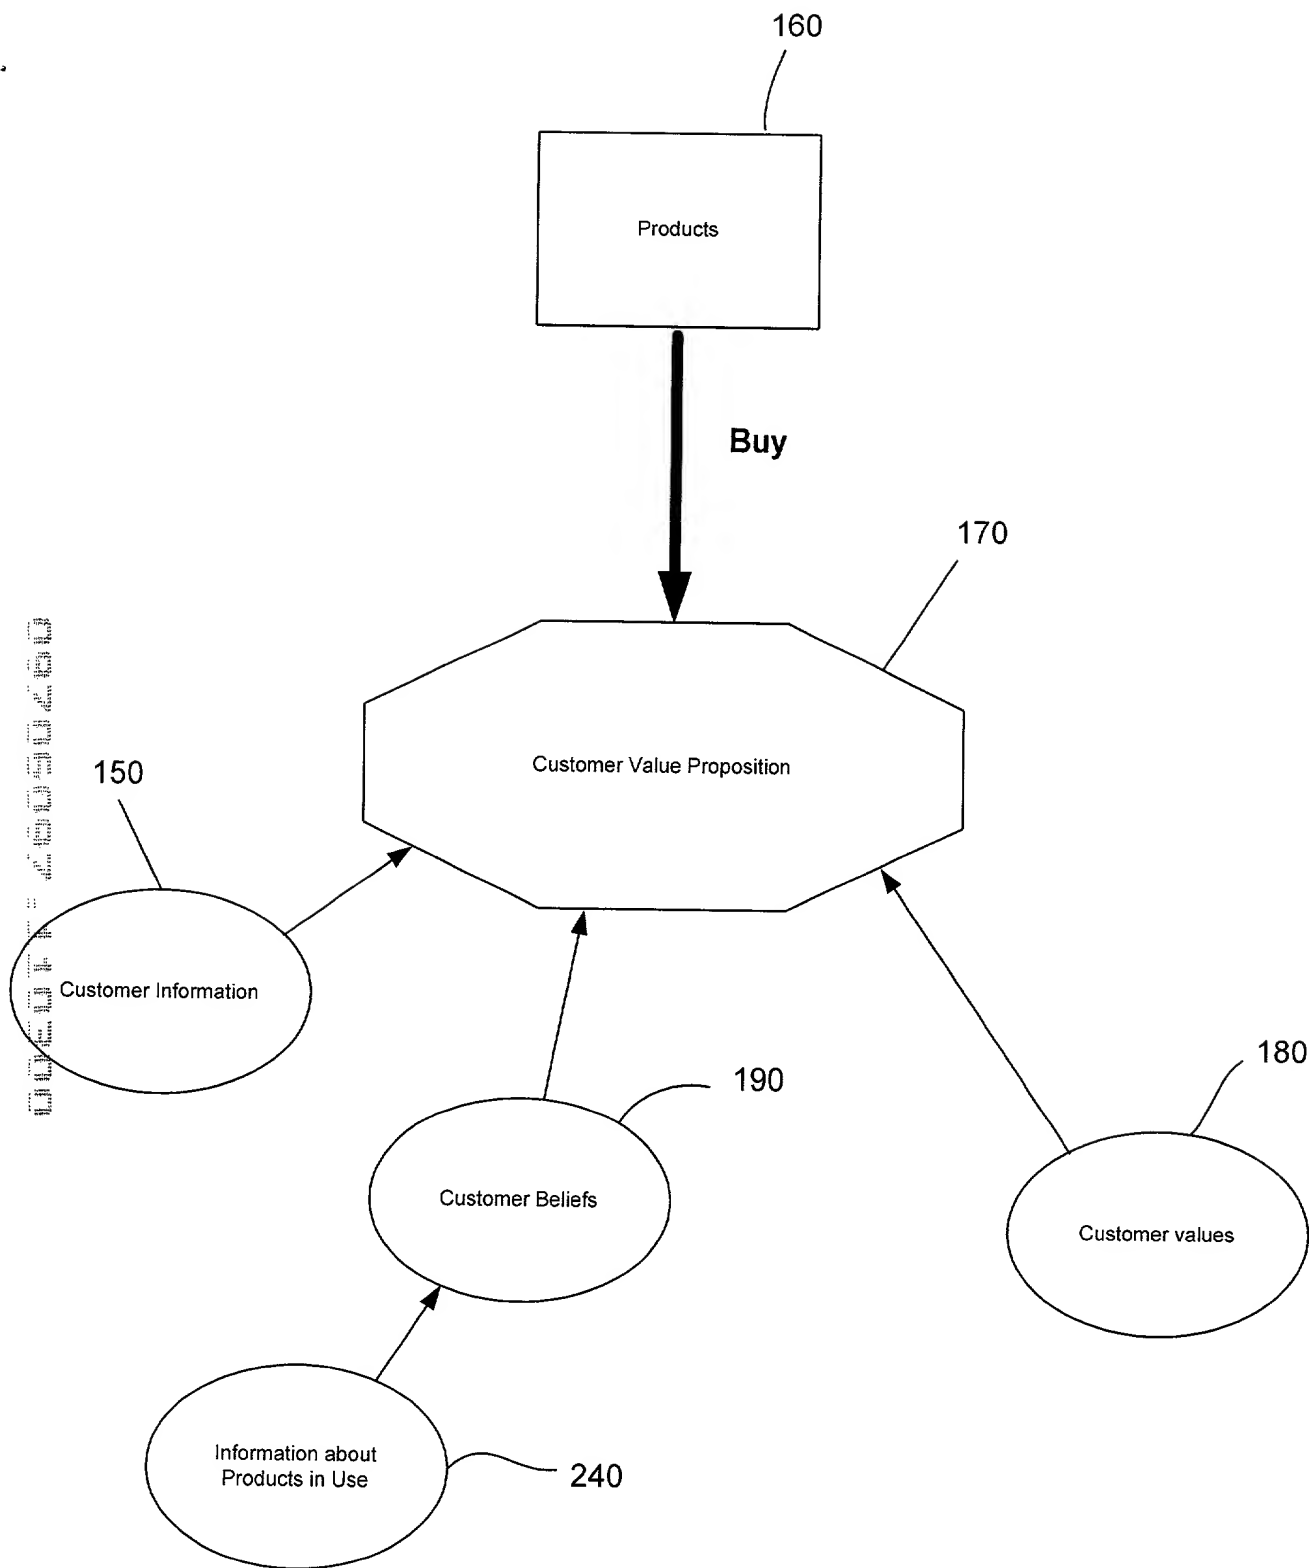 160
Products
Buy
170
Customer Value Proposition
150
Customer Information
190
Customer Beliefs
180
Customer values
Information about
Products in Use
240